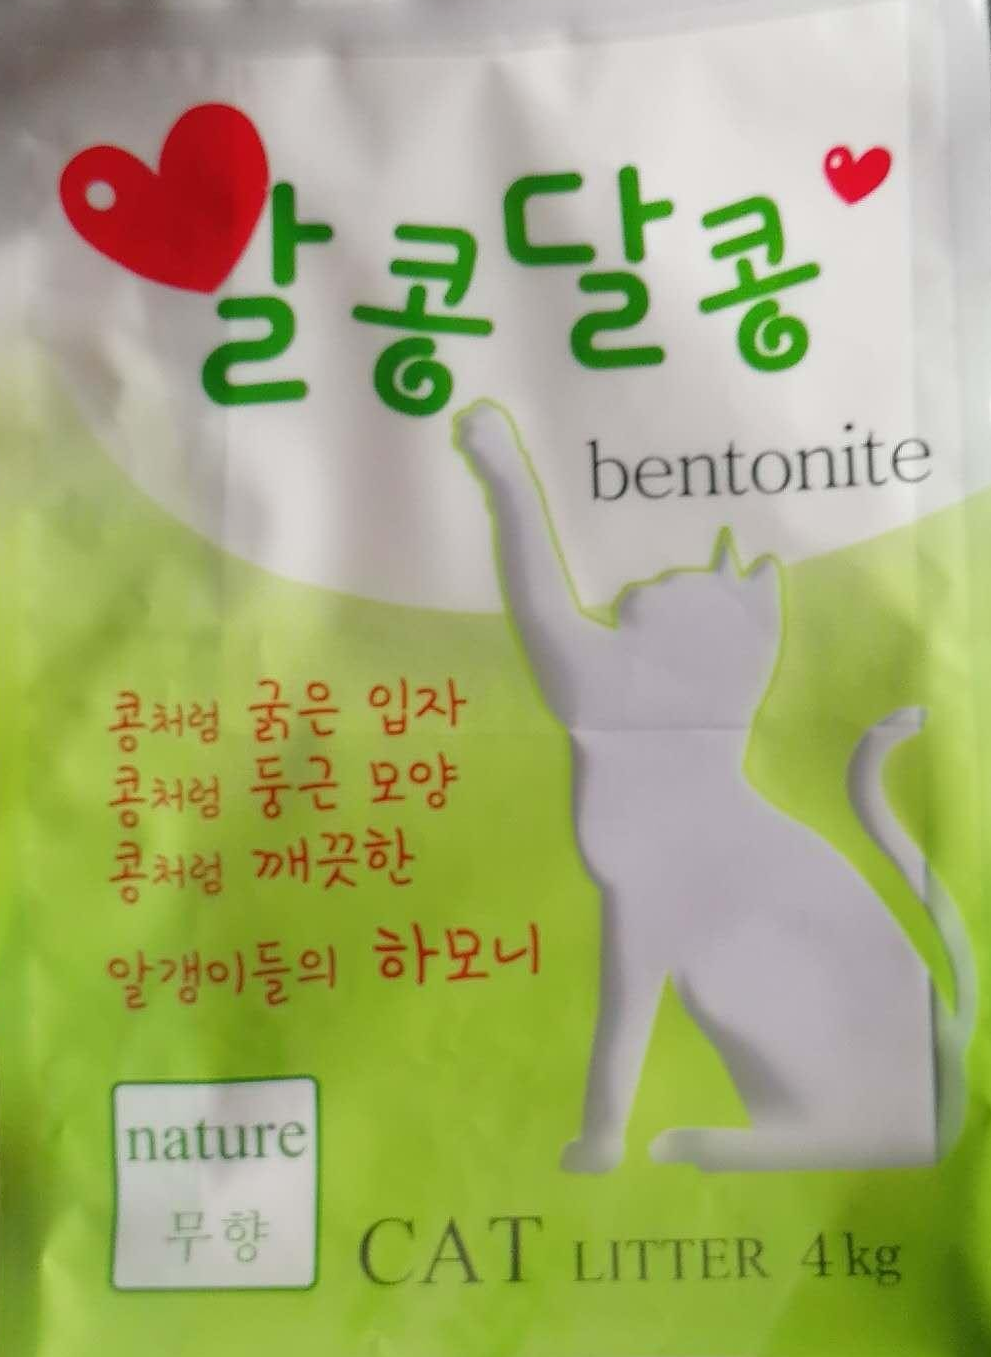 알콩달콩
bentonite
콩처럼 굵은 입자
콩처럼 둥근 모양
콩처럼 깨끗한
알갱이들의 하모니
nature
무향
CAT LITTER 4kg